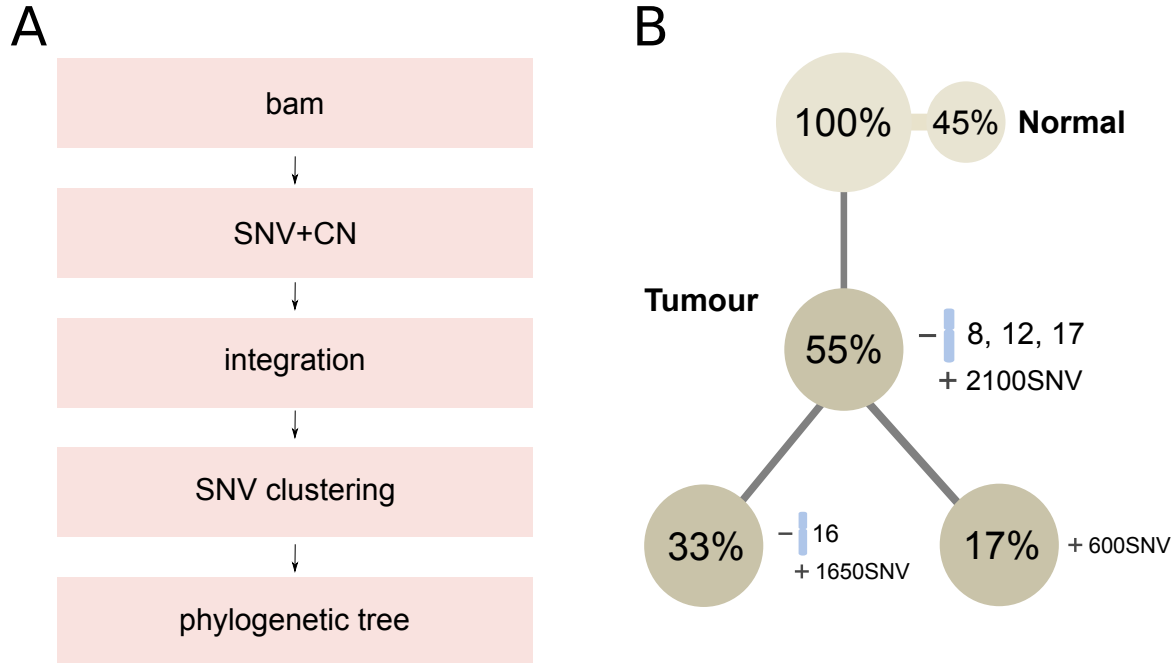 A
bam
SNV+CN
integration
SNV clustering
phylogenetic tree
B
100%
45%
Normal
Tumour
55%
− 8, 12, 17
+ 2100SNV
33%
− 16
+ 1650SNV
17%
+ 600SNV